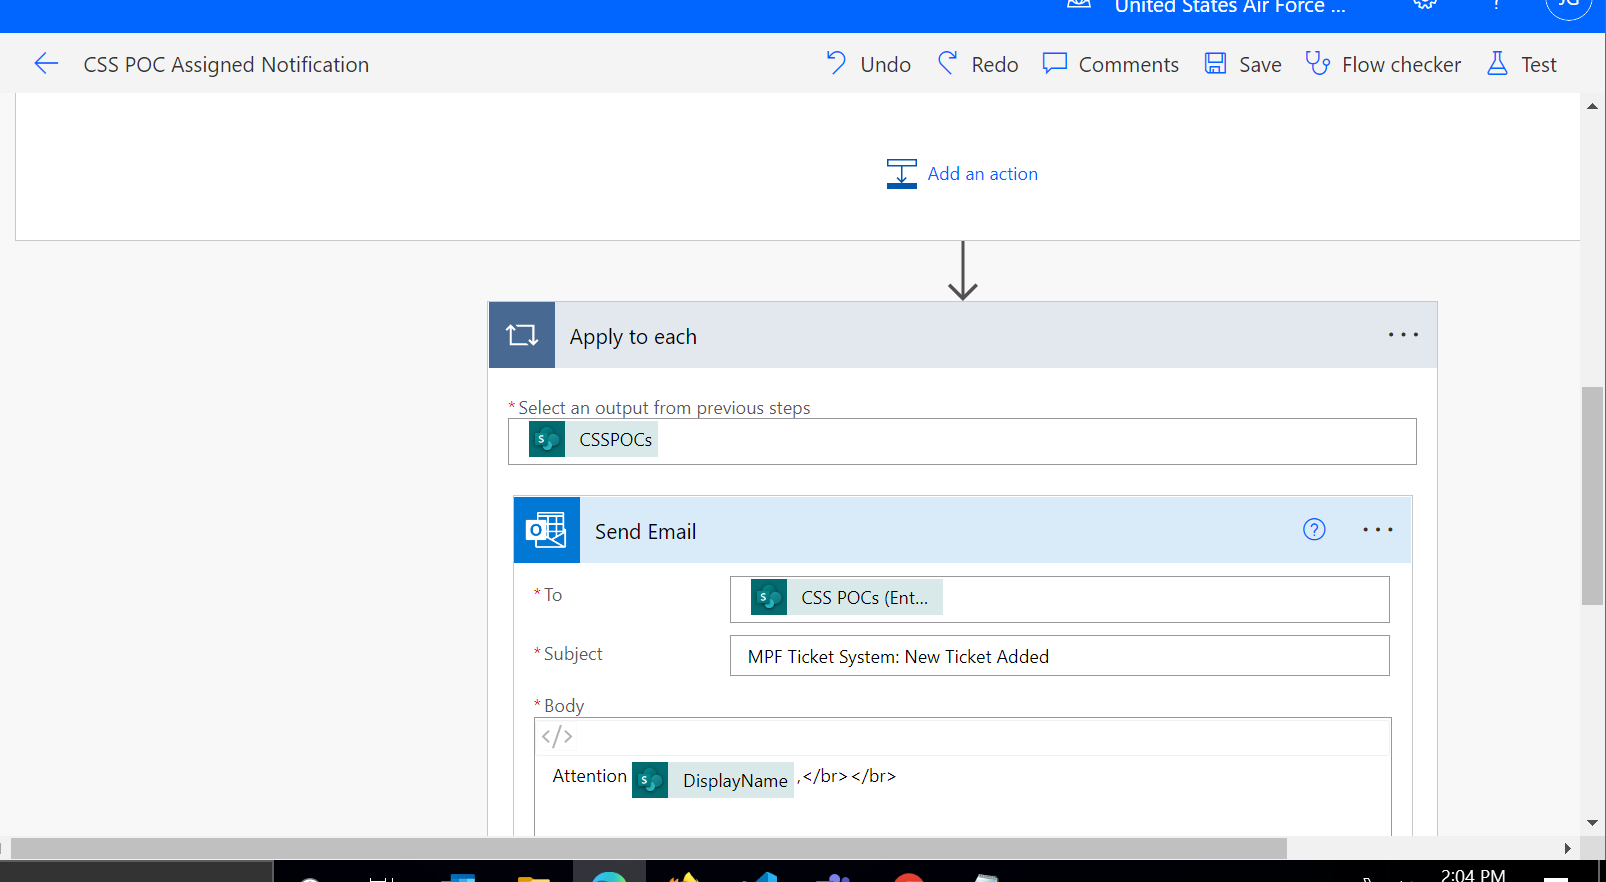 United States Air Force ...
?
JG
CSS POC Assigned Notification
Undo
Redo
Comments
Save
Flow checker
Test
Add an action
Apply to each
* Select an output from previous steps
CSSPOCs
Send Email
?
* To
CSS POCs (Ent...
* Subject
MPF Ticket System: New Ticket Added
* Body
</>
Attention DisplayName ,</br></br>
2:04 PM